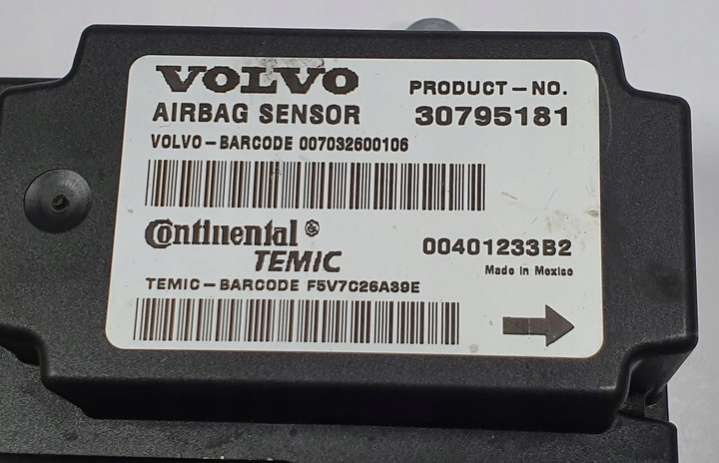 VOLVO
PRODUCT-NO.
AIRBAG SENSOR
30795181
VOLVO-BARCODE 007032600106
Continental ®
TEMIC
00401233B2
Made in Mexico
TEMIC-BARCODE F5V7C26A39E